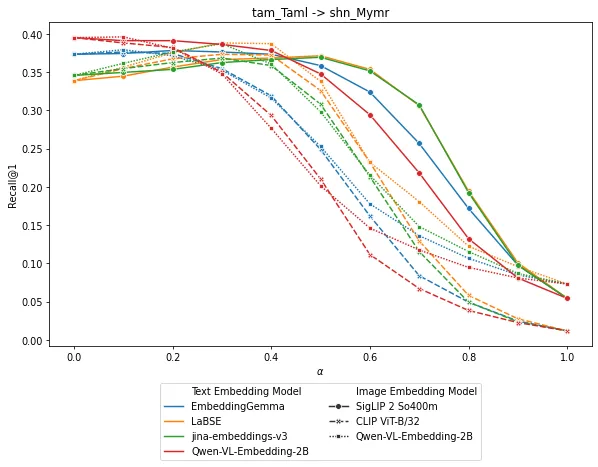 tam_Taml -> shn_Mymr
Recall@1
0.40
0.35
0.30
0.25
0.20
0.15
0.10
0.05
0.00
0.0 0.2 0.4 0.6 0.8 1.0
α
Text Embedding Model Image Embedding Model
EmbeddingGemma SigLIP 2 So400m
LaBSE CLIP ViT-B/32
jina-embeddings-v3 Qwen-VL-Embedding-2B
Qwen-VL-Embedding-2B